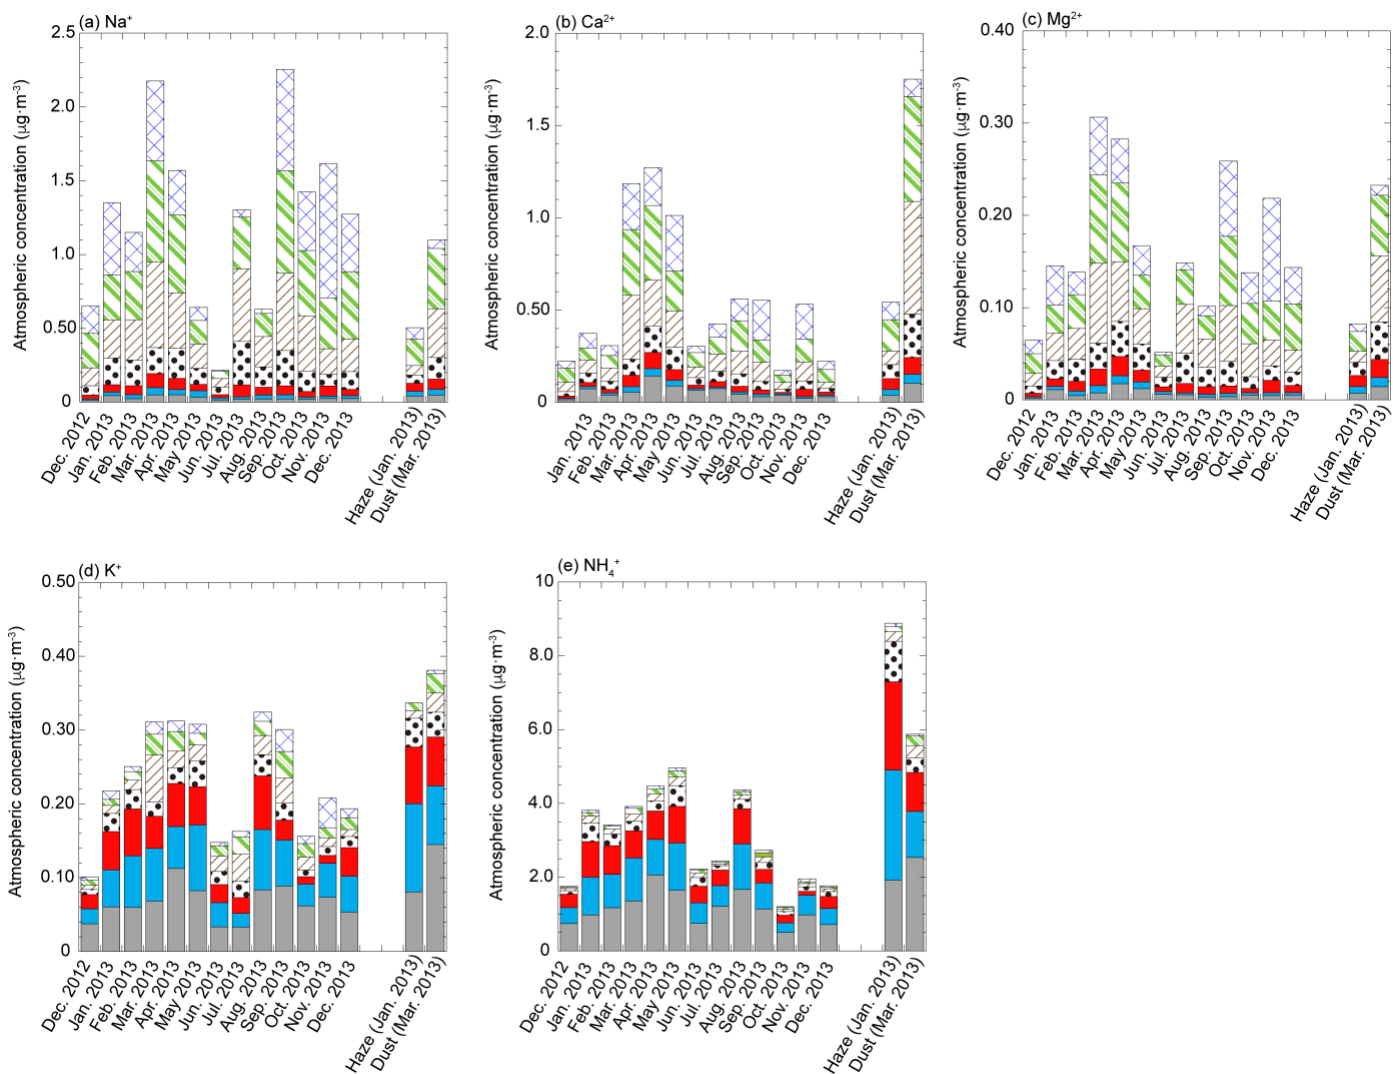 (a) Na⁺
Atmospheric concentration (µg·m⁻³)
2.5
2.0
1.5
1.0
0.50
0
Dec. 2012
Jan. 2013
Feb. 2013
Mar. 2013
Apr. 2013
May 2013
Jun. 2013
Jul. 2013
Aug. 2013
Sep. 2013
Oct. 2013
Nov. 2013
Dec. 2013
Haze (Jan. 2013)
Dust (Mar. 2013)
(b) Ca²⁺
Atmospheric concentration (µg·m⁻³)
2.0
1.5
1.0
0.50
0
Jan. 2013
Feb. 2013
Mar. 2013
Apr. 2013
May 2013
Jun. 2013
Jul. 2013
Aug. 2013
Sep. 2013
Oct. 2013
Nov. 2013
Dec. 2013
Haze (Jan. 2013)
Dust (Mar. 2013)
(c) Mg²⁺
Atmospheric concentration (µg·m⁻³)
0.40
0.30
0.20
0.10
0
Dec. 2012
Jan. 2013
Feb. 2013
Mar. 2013
Apr. 2013
May 2013
Jun. 2013
Jul. 2013
Aug. 2013
Sep. 2013
Oct. 2013
Nov. 2013
Dec. 2013
Haze (Jan. 2013)
Dust (Mar. 2013)
(d) K⁺
Atmospheric concentration (µg·m⁻³)
0.50
0.40
0.30
0.20
0.10
0
Dec. 2012
Jan. 2013
Feb. 2013
Mar. 2013
Apr. 2013
May 2013
Jun. 2013
Jul. 2013
Aug. 2013
Sep. 2013
Oct. 2013
Nov. 2013
Dec. 2013
Haze (Jan. 2013)
Dust (Mar. 2013)
(e) NH₄⁺
Atmospheric concentration (µg·m⁻³)
10
8.0
6.0
4.0
2.0
0
Dec. 2012
Jan. 2013
Feb. 2013
Mar. 2013
Apr. 2013
May 2013
Jun. 2013
Jul. 2013
Aug. 2013
Sep. 2013
Oct. 2013
Nov. 2013
Dec. 2013
Haze (Jan. 2013)
Dust (Mar. 2013)